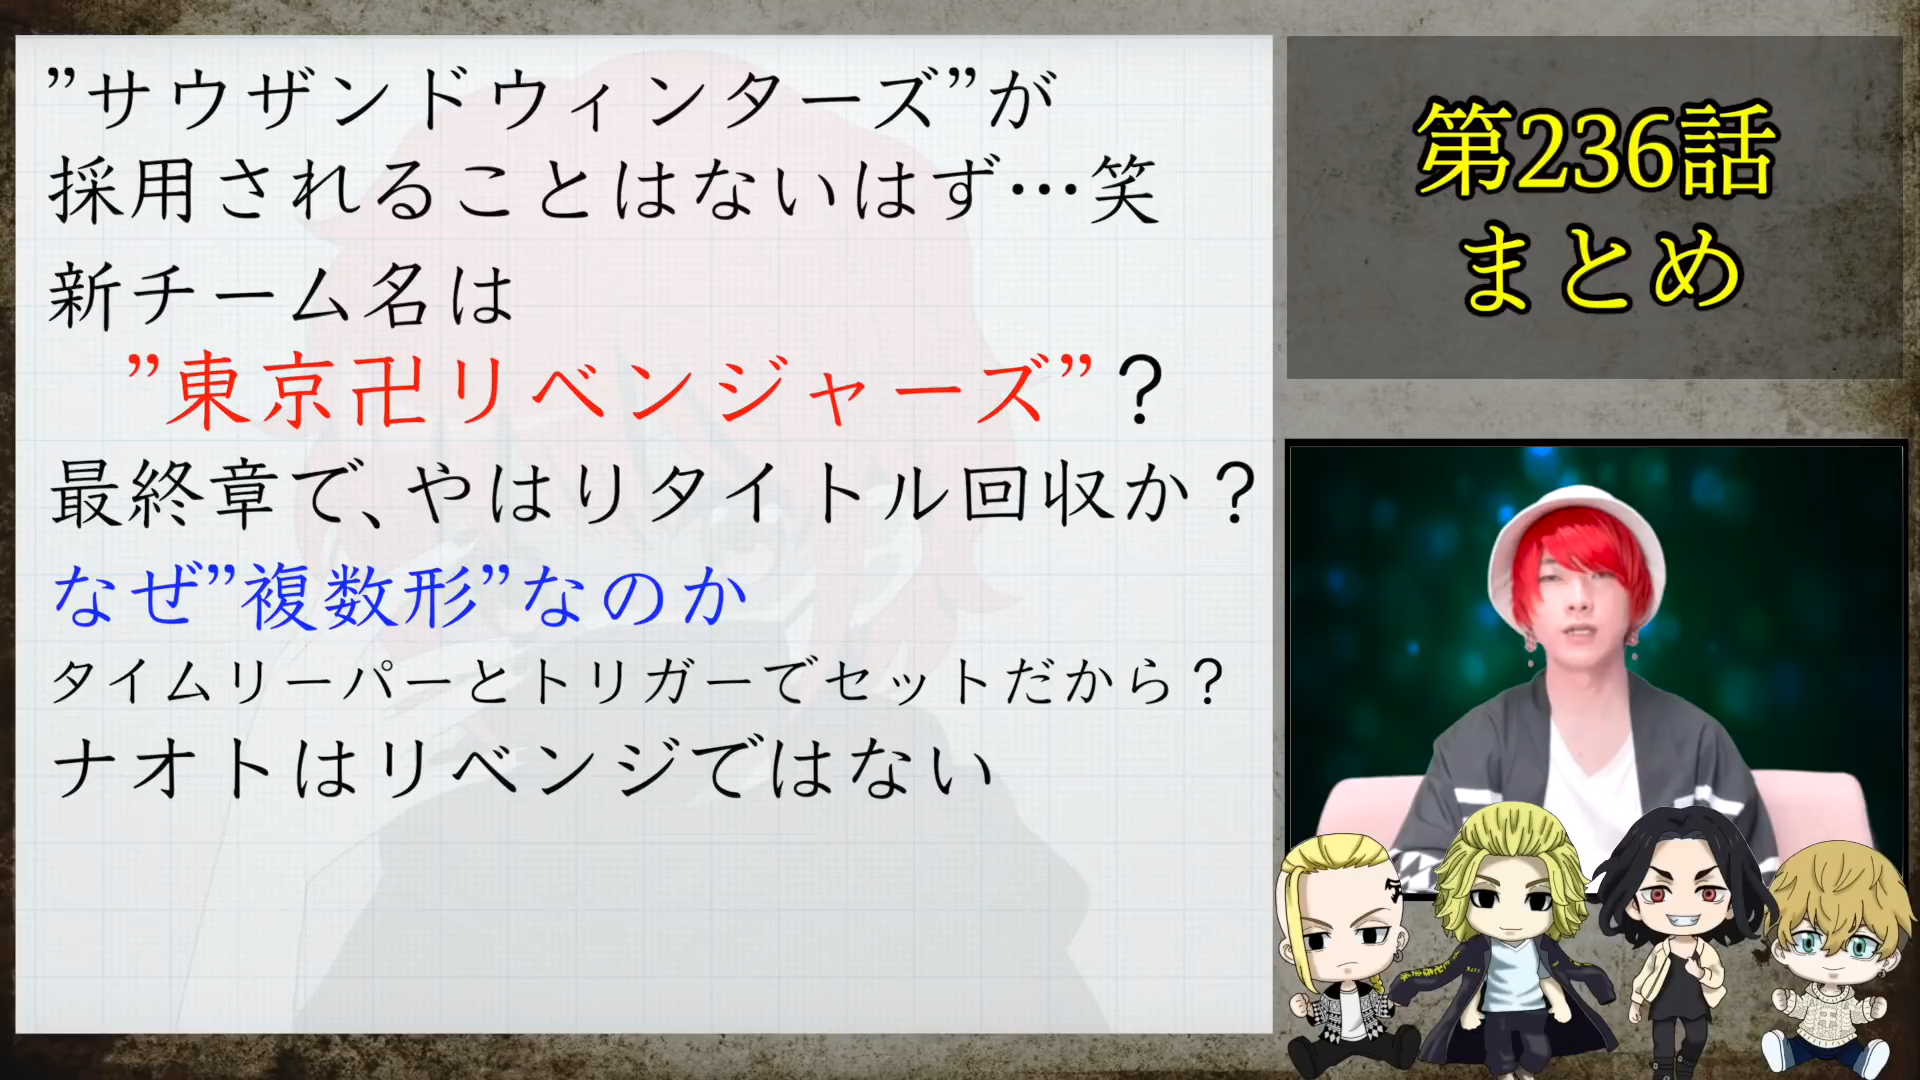 ”サウザンドウィンターズ”が
採用されることはないはず…笑
新チーム名は
”東京卍リベンジャーズ”？
最終章で、やはりタイトル回収か？
なぜ”複数形”なのか
タイムリーパーとトリガーでセットだから？
ナオトはリベンジではない
第236話
まとめ